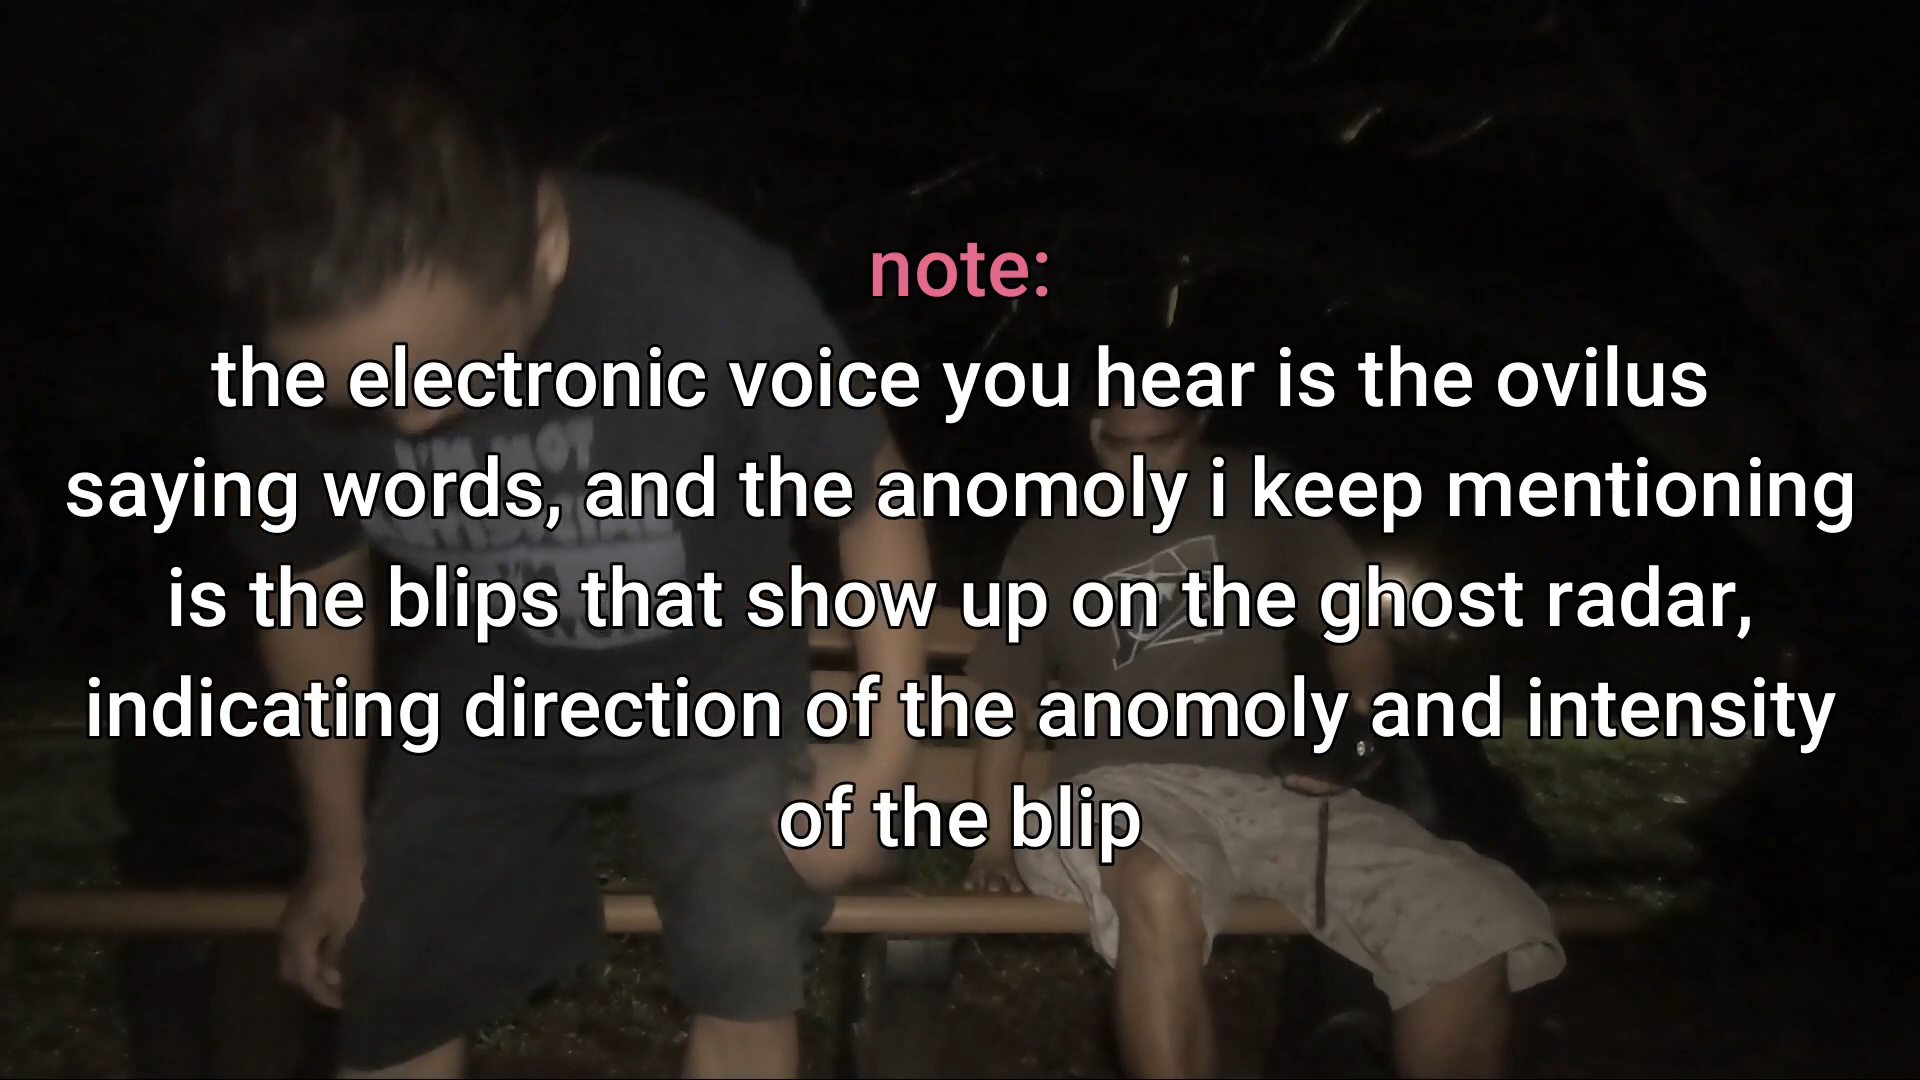 note:
the electronic voice you hear is the ovilus
saying words, and the anomoly i keep mentioning
is the blips that show up on the ghost radar,
indicating direction of the anomoly and intensity
of the blip
I'M NOT